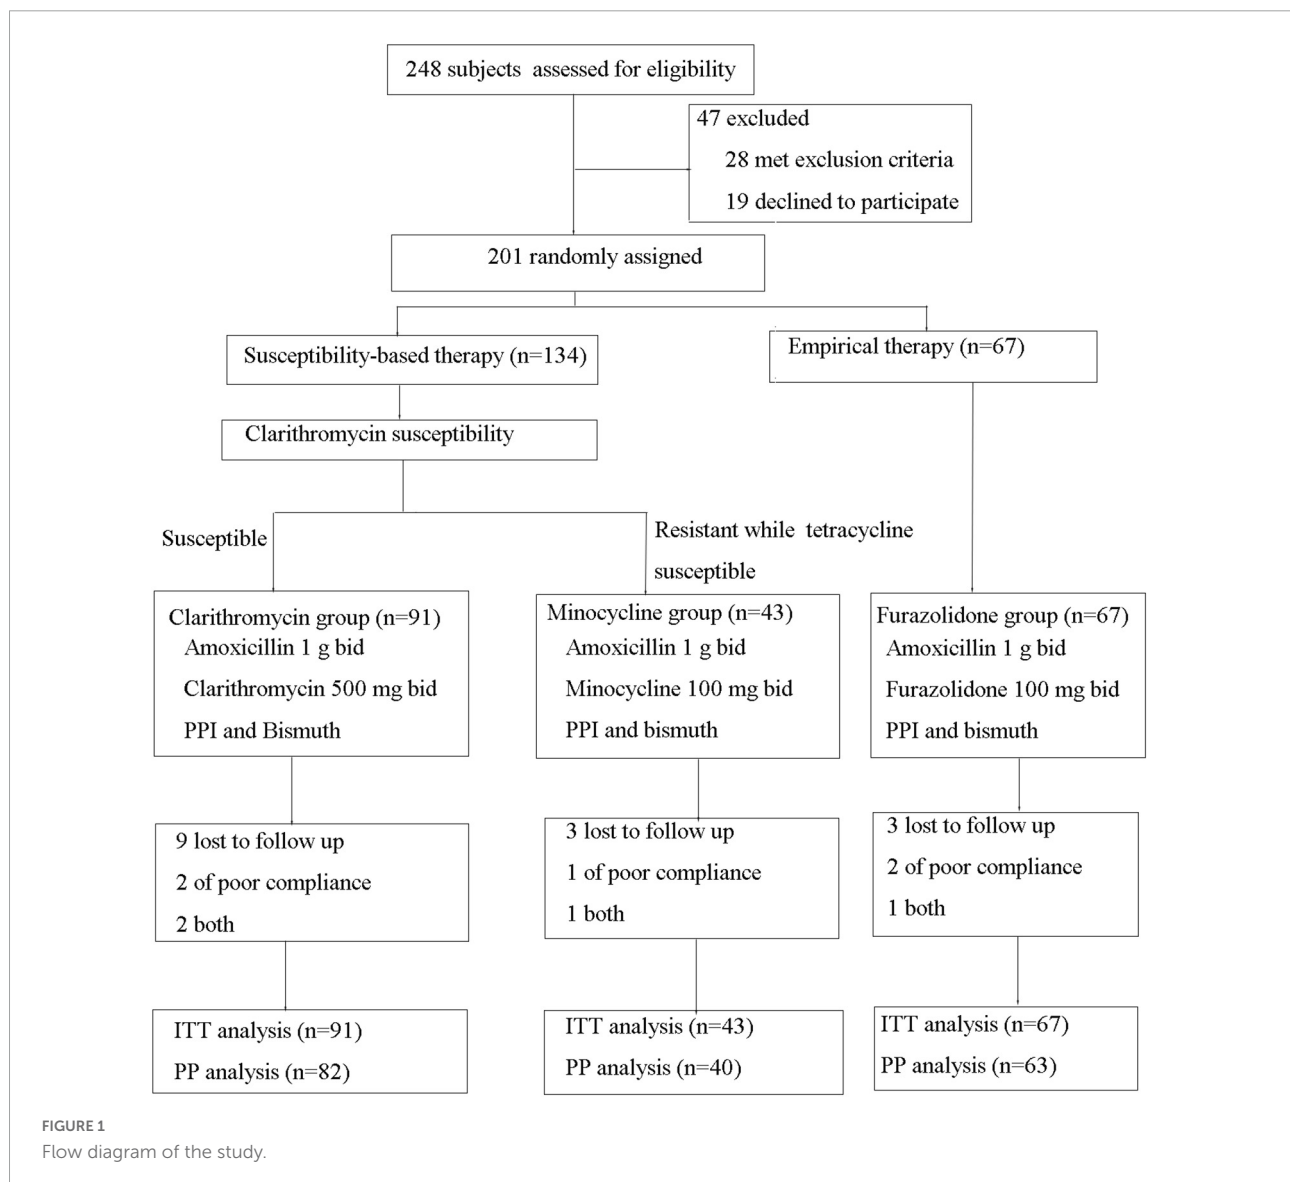 248 subjects assessed for eligibility
47 excluded
28 met exclusion criteria
19 declined to participate
201 randomly assigned
Susceptibility-based therapy (n=134)
Empirical therapy (n=67)
Clarithromycin susceptibility
Susceptible
Resistant while tetracycline
susceptible
Clarithromycin group (n=91)
Amoxicillin 1 g bid
Clarithromycin 500 mg bid
PPI and Bismuth
Minocycline group (n=43)
Amoxicillin 1 g bid
Minocycline 100 mg bid
PPI and bismuth
Furazolidone group (n=67)
Amoxicillin 1 g bid
Furazolidone 100 mg bid
PPI and bismuth
9 lost to follow up
2 of poor compliance
2 both
3 lost to follow up
1 of poor compliance
1 both
3 lost to follow up
2 of poor compliance
1 both
ITT analysis (n=91)
PP analysis (n=82)
ITT analysis (n=43)
PP analysis (n=40)
ITT analysis (n=67)
PP analysis (n=63)
FIGURE 1
Flow diagram of the study.